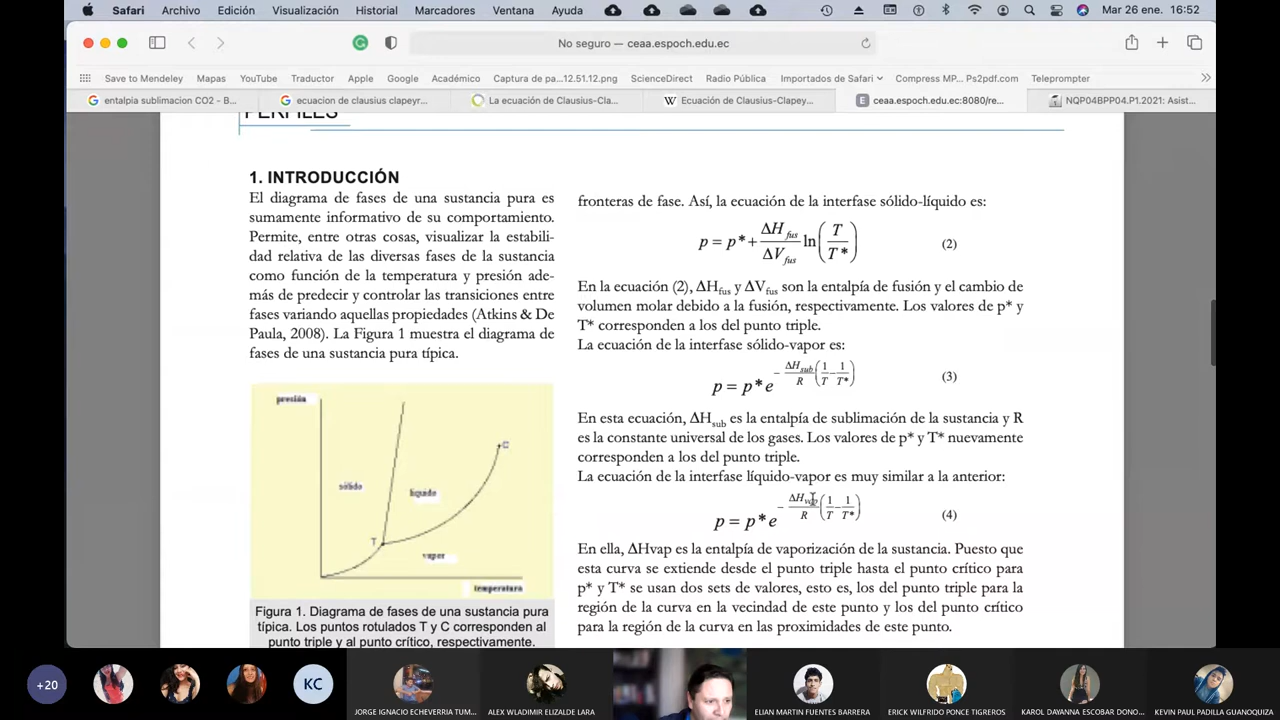 Safari Archivo Edición Visualización Historial Marcadores Ventana Ayuda Mar 26 ene. 16:52
No seguro — ceaa.espoch.edu.ec
Save to Mendeley Mapas YouTube Traductor Apple Google Académico Captura de pa...12.51.12.png ScienceDirect Radio Pública Importados de Safari Compress MP... Ps2pdf.com Teleprompter
entalpia sublimacion CO2 - B... ecuacion de clausius clapeyr... La ecuación de Clausius-Cla... Ecuación de Clausius-Clapey... ceaa.espoch.edu.ec:8080/re... NQP04BPP04.P1.2021: Asist...
PERFILES
1. INTRODUCCIÓN
El diagrama de fases de una sustancia pura es
sumamente informativo de su comportamiento.
Permite, entre otras cosas, visualizar la estabili-
dad relativa de las diversas fases de la sustancia
como función de la temperatura y presión ade-
más de predecir y controlar las transiciones entre
fases variando aquellas propiedades (Atkins & De
Paula, 2008). La Figura 1 muestra el diagrama de
fases de una sustancia pura típica.
presión
C
sólido
líquido
T
vapor
temperatura
Figura 1. Diagrama de fases de una sustancia pura
típica. Los puntos rotulados T y C corresponden al
punto triple y al punto crítico, respectivamente.
fronteras de fase. Así, la ecuación de la interfase sólido-líquido es:
p = p* + ΔH_fus/ΔV_fus ln(T/T*) (2)
En la ecuación (2), ΔH_fus y ΔV_fus son la entalpía de fusión y el cambio de
volumen molar debido a la fusión, respectivamente. Los valores de p* y
T* corresponden a los del punto triple.
La ecuación de la interfase sólido-vapor es:
p = p* e^(-ΔH_sub/R (1/T - 1/T*)) (3)
En esta ecuación, ΔH_sub es la entalpía de sublimación de la sustancia y R
es la constante universal de los gases. Los valores de p* y T* nuevamente
corresponden a los del punto triple.
La ecuación de la interfase líquido-vapor es muy similar a la anterior:
p = p* e^(-ΔH_vap/R (1/T - 1/T*)) (4)
En ella, ΔHvap es la entalpía de vaporización de la sustancia. Puesto que
esta curva se extiende desde el punto triple hasta el punto crítico para
p* y T* se usan dos sets de valores, esto es, los del punto triple para la
región de la curva en la vecindad de este punto y los del punto crítico
para la región de la curva en las proximidades de este punto.
+20 KC JORGE IGNACIO ECHEVERRIA TUM... ALEX WLADIMIR ELIZALDE LARA ELIAN MARTIN FUENTES BARRERA ERICK WILFRIDO PONCE TIGREROS KAROL DAYANNA ESCOBAR DONO... KEVIN PAUL PADILLA GUANOQUIZA